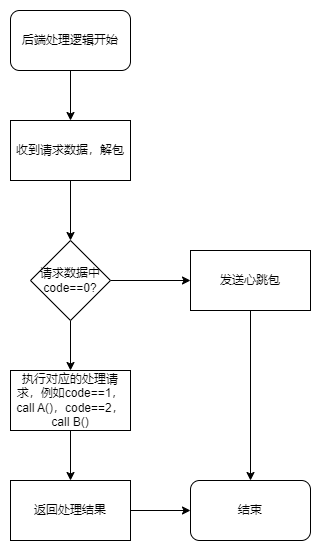 后端处理逻辑开始
收到请求数据，解包
请求数据中
code==0?
发送心跳包
执行对应的处理请
求，例如code==1，
call A()，code==2，
call B()
返回处理结果
结束